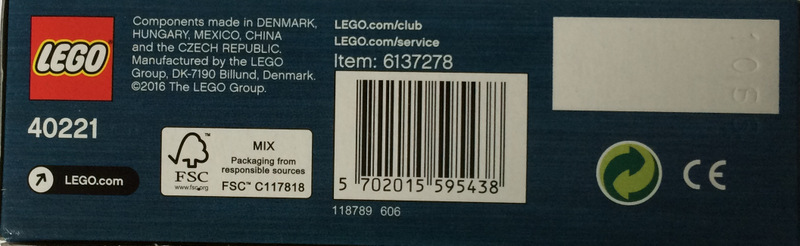 LEGO
Components made in DENMARK,
HUNGARY, MEXICO, CHINA
and the CZECH REPUBLIC.
Manufactured by the LEGO
Group, DK-7190 Billund, Denmark.
©2016 The LEGO Group.
LEGO.com/club
LEGO.com/service
Item: 6137278
40221
LEGO.com
FSC
www.fsc.org
MIX
Packaging from
responsible sources
FSC™ C117818
5 702015 595438
118789 606
CE